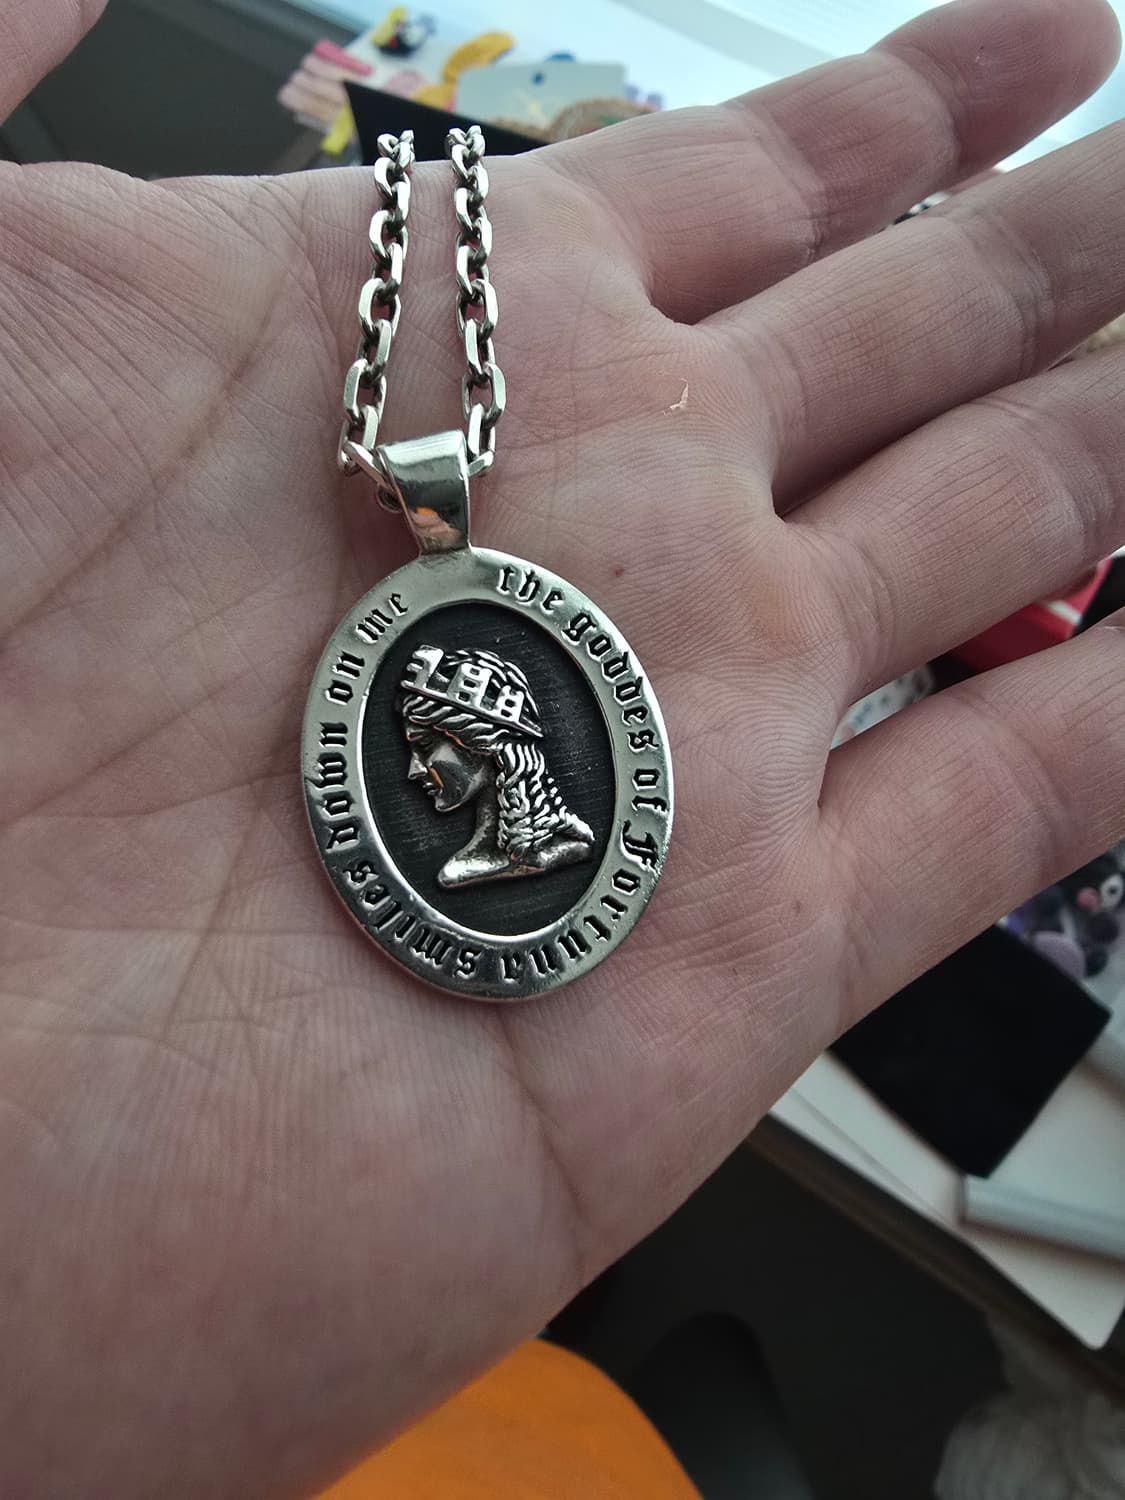 the goddes of Fortuna smiles dawn on me